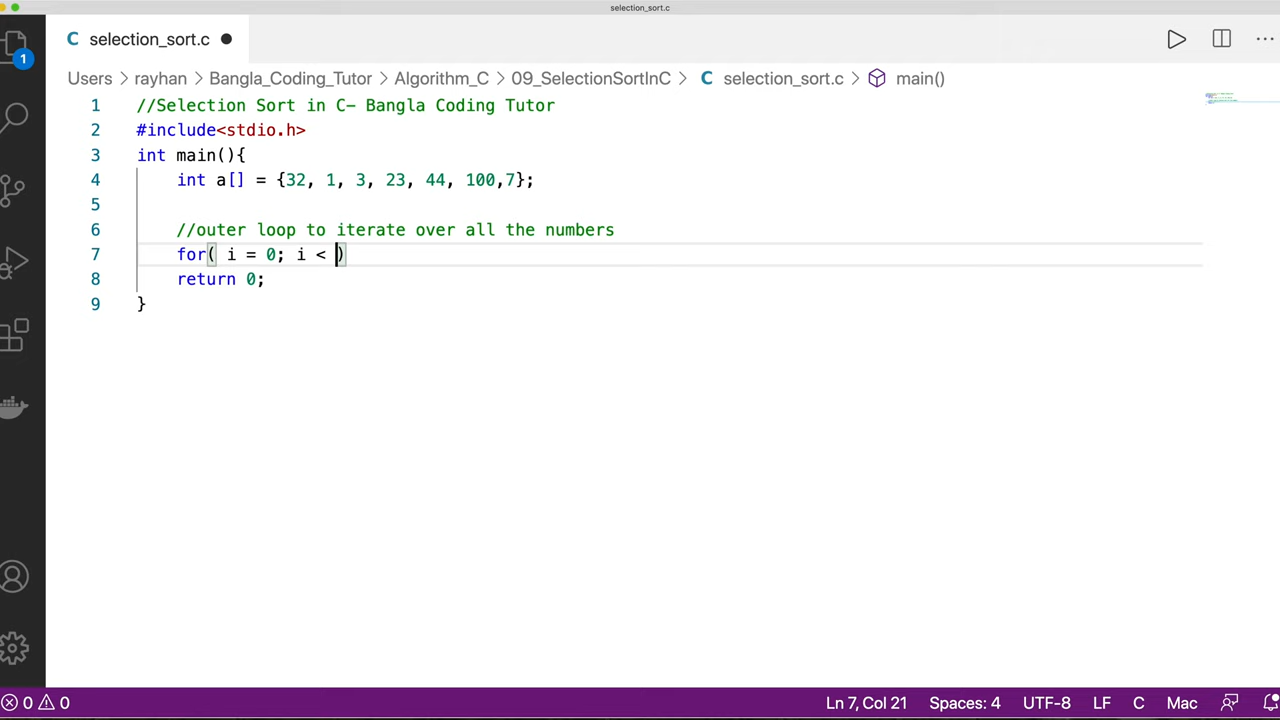 selection_sort.c
1
C selection_sort.c
Users > rayhan > Bangla_Coding_Tutor > Algorithm_C > 09_SelectionSortInC > C selection_sort.c > main()
1 //Selection Sort in C- Bangla Coding Tutor
2 #include<stdio.h>
3 int main(){
4 int a[] = {32, 1, 3, 23, 44, 100,7};
5
6 //outer loop to iterate over all the numbers
7 for( i = 0; i < )
8 return 0;
9 }
0 0 Ln 7, Col 21 Spaces: 4 UTF-8 LF C Mac